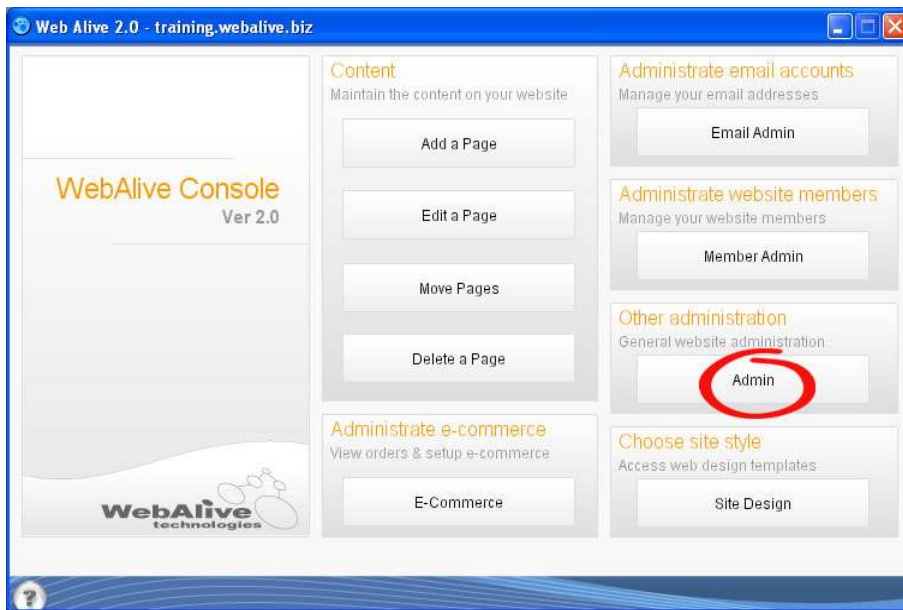 Web Alive 2.0 - training.webalive.biz
WebAlive Console
Ver 2.0
WebAlive
technologies
Content
Maintain the content on your website
Add a Page
Edit a Page
Move Pages
Delete a Page
Administrate e-commerce
View orders & setup e-commerce
E-Commerce
Administrate email accounts
Manage your email addresses
Email Admin
Administrate website members
Manage your website members
Member Admin
Other administration
General website administration
Admin
Choose site style
Access web design templates
Site Design
?